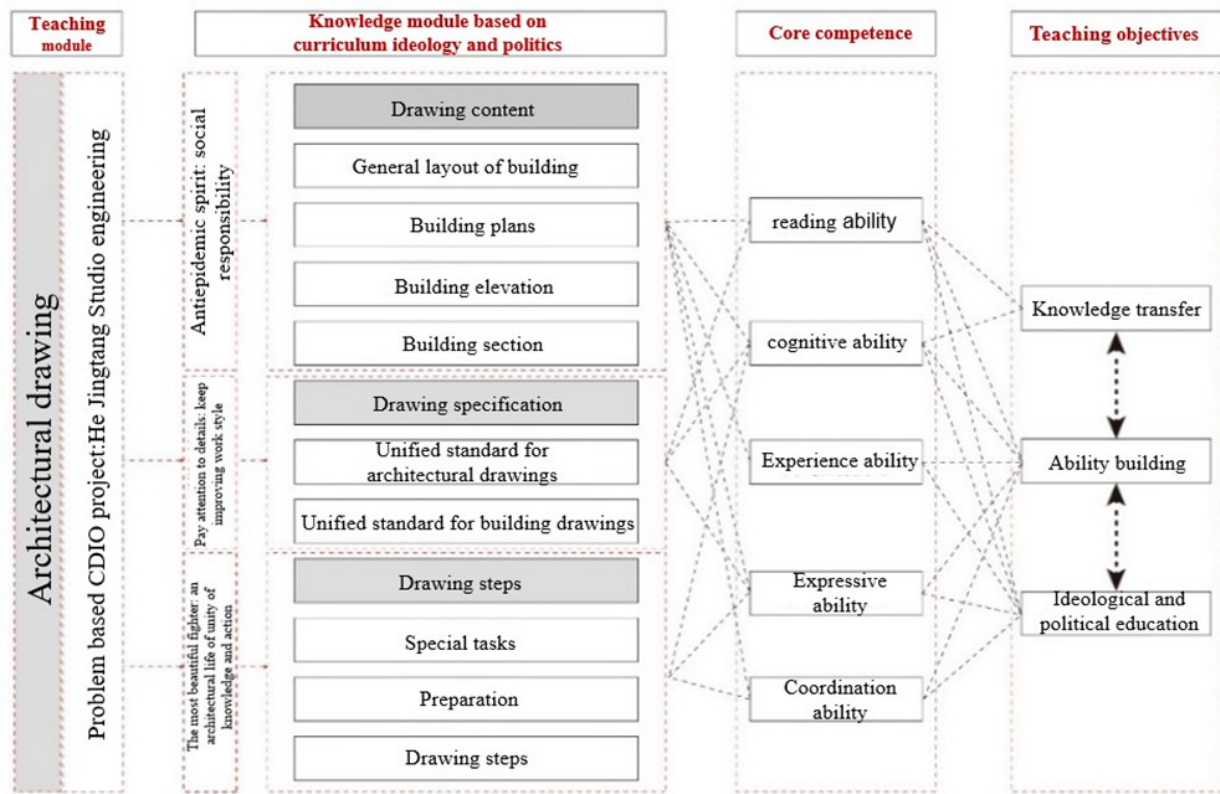 Teaching
module
Knowledge module based on
curriculum ideology and politics
Core competence
Teaching objectives
Architectural drawing
Problem based CDIO project:He Jingtang Studio engineering
Antiepidemic spirit: social
responsibility
Drawing content
General layout of building
Building plans
Building elevation
Building section
Pay attention to details: keep
improving work style
Drawing specification
Unified standard for
architectural drawings
Unified standard for building drawings
The most beautiful fighter: an
architectural life of unity of
knowledge and action
Drawing steps
Special tasks
Preparation
Drawing steps
reading ability
cognitive ability
Experience ability
Expressive
ability
Coordination
ability
Knowledge transfer
Ability building
Ideological and
political education